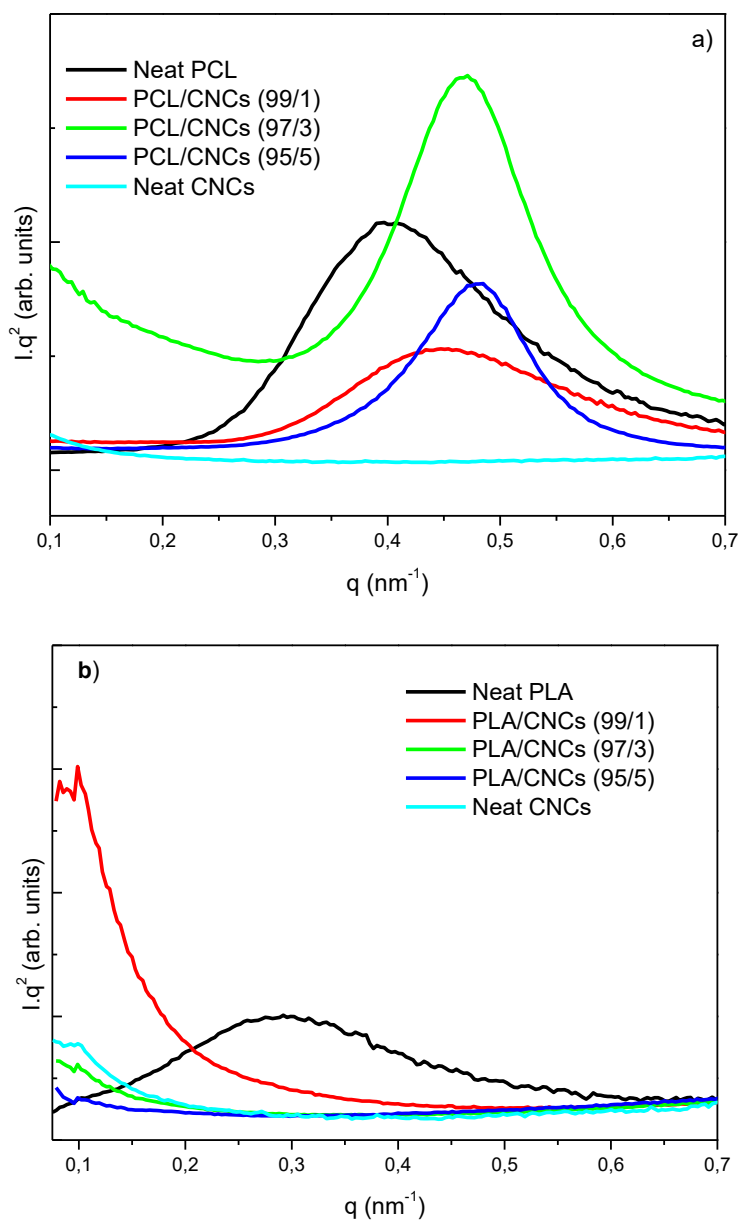 a)
Neat PCL
PCL/CNCs (99/1)
PCL/CNCs (97/3)
PCL/CNCs (95/5)
Neat CNCs
I.q² (arb. units)
0,1 0,2 0,3 0,4 0,5 0,6 0,7
q (nm⁻¹)
b)
Neat PLA
PLA/CNCs (99/1)
PLA/CNCs (97/3)
PLA/CNCs (95/5)
Neat CNCs
I.q² (arb. units)
0,1 0,2 0,3 0,4 0,5 0,6 0,7
q (nm⁻¹)